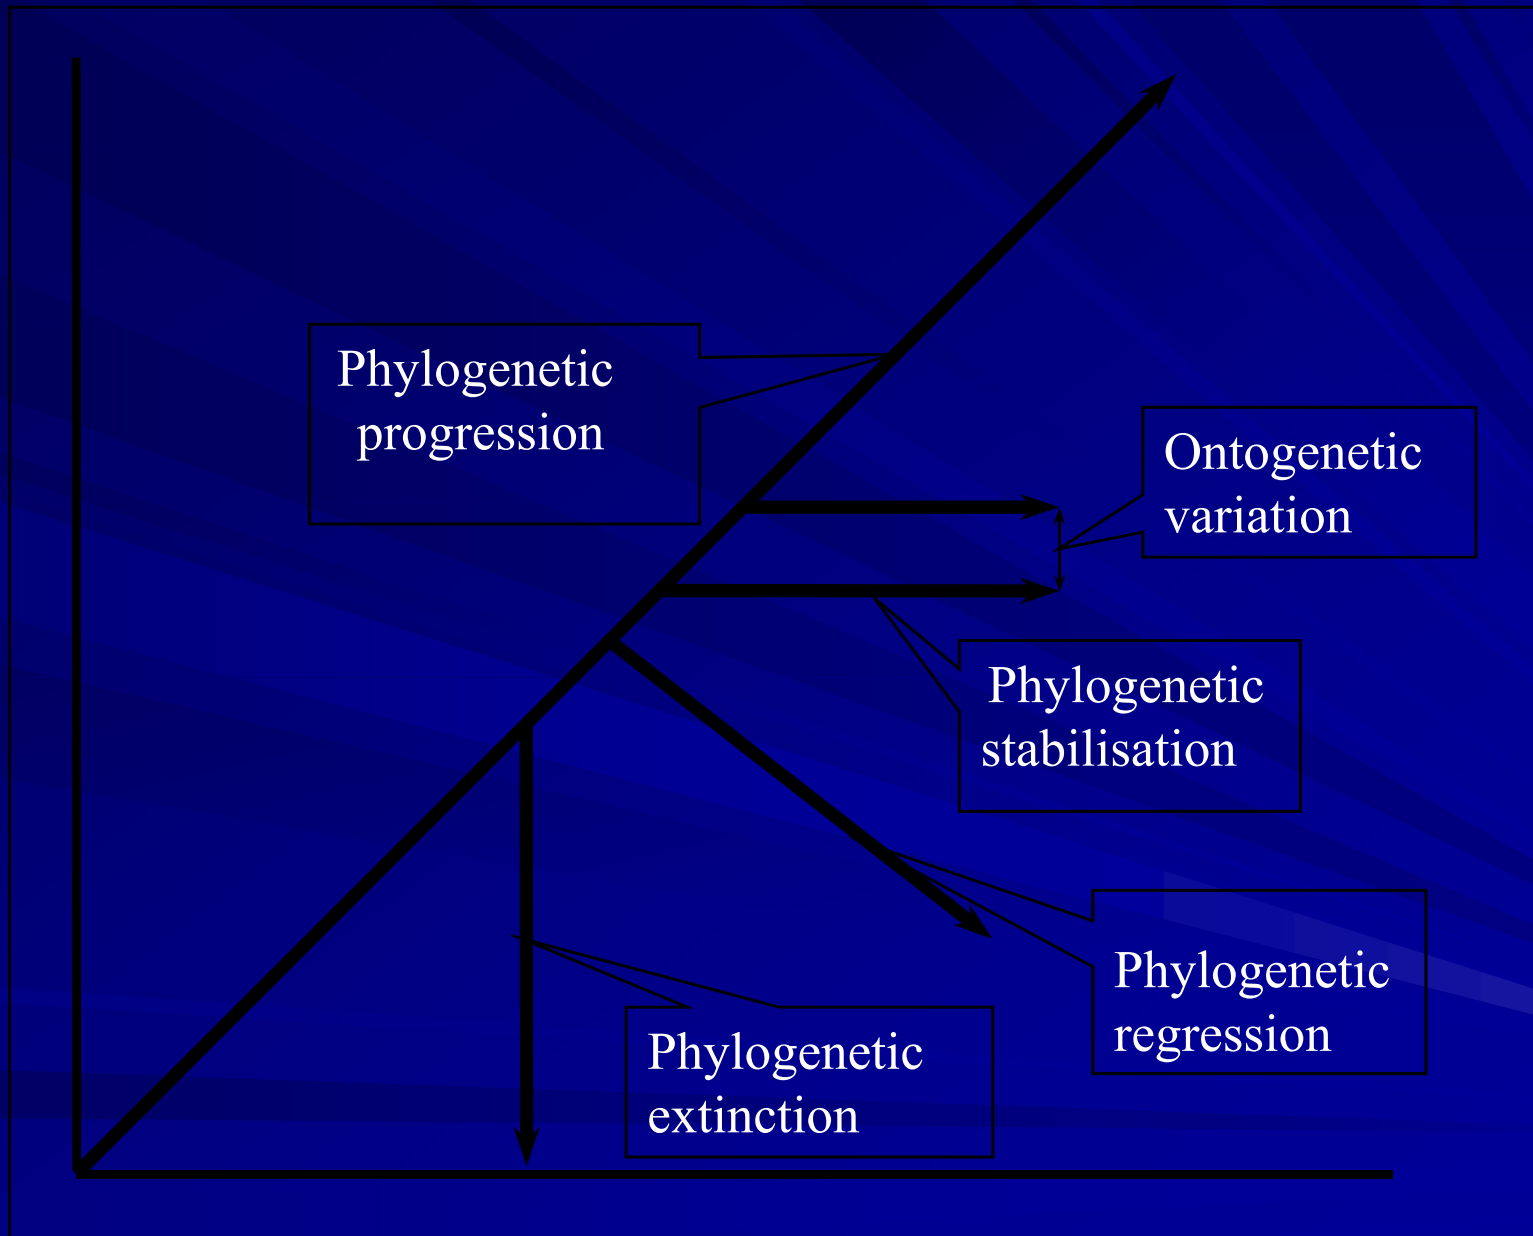 Phylogenetic
progression
Ontogenetic
variation
Phylogenetic
stabilisation
Phylogenetic
regression
Phylogenetic
extinction